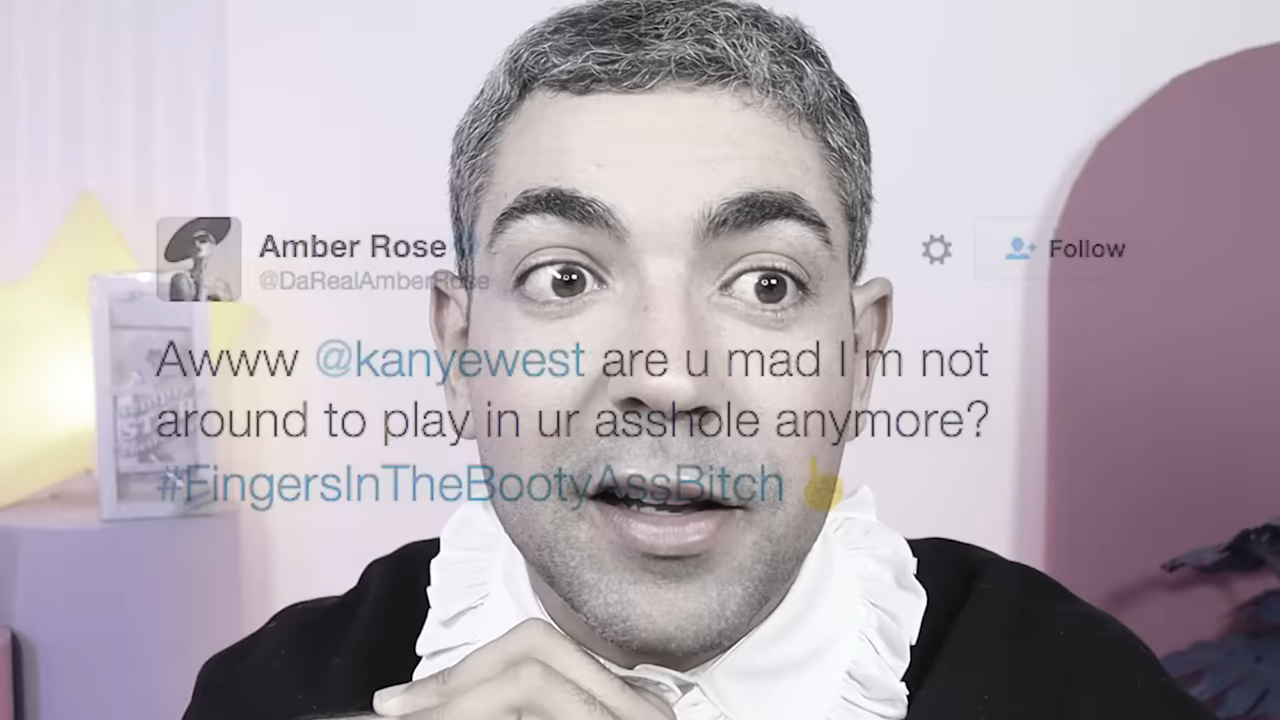 Amber Rose
@DaRealAmberRose
Follow
Awww @kanyewest are u mad I'm not
around to play in ur asshole anymore?
#FingersInTheBootyAssBitch 🖕